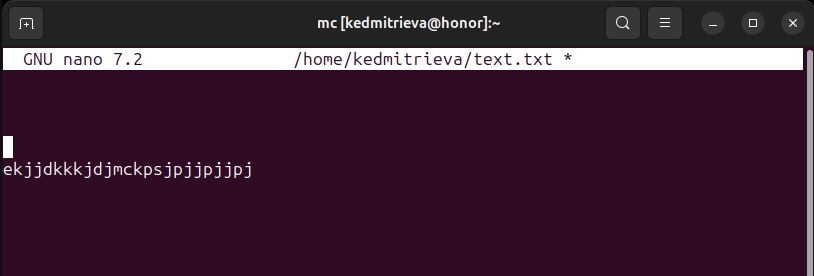 mc [kedmitrieva@honor]:~
GNU nano 7.2 /home/kedmitrieva/text.txt *
ekjjdkkkjdjmckpsjpjjpjjpj